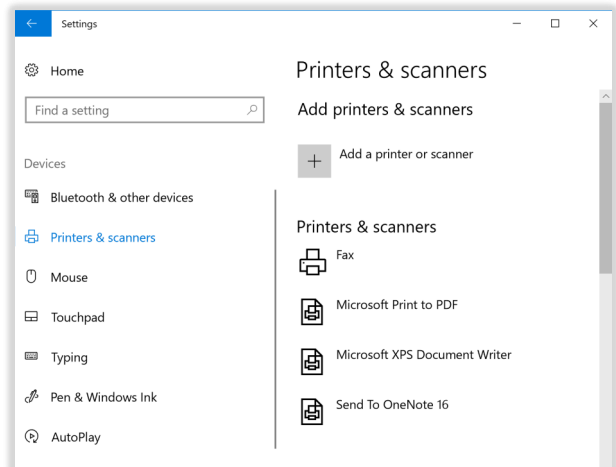 Settings
Home
Find a setting
Devices
Bluetooth & other devices
Printers & scanners
Mouse
Touchpad
Typing
Pen & Windows Ink
AutoPlay
Printers & scanners
Add printers & scanners
Add a printer or scanner
Printers & scanners
Fax
Microsoft Print to PDF
Microsoft XPS Document Writer
Send To OneNote 16